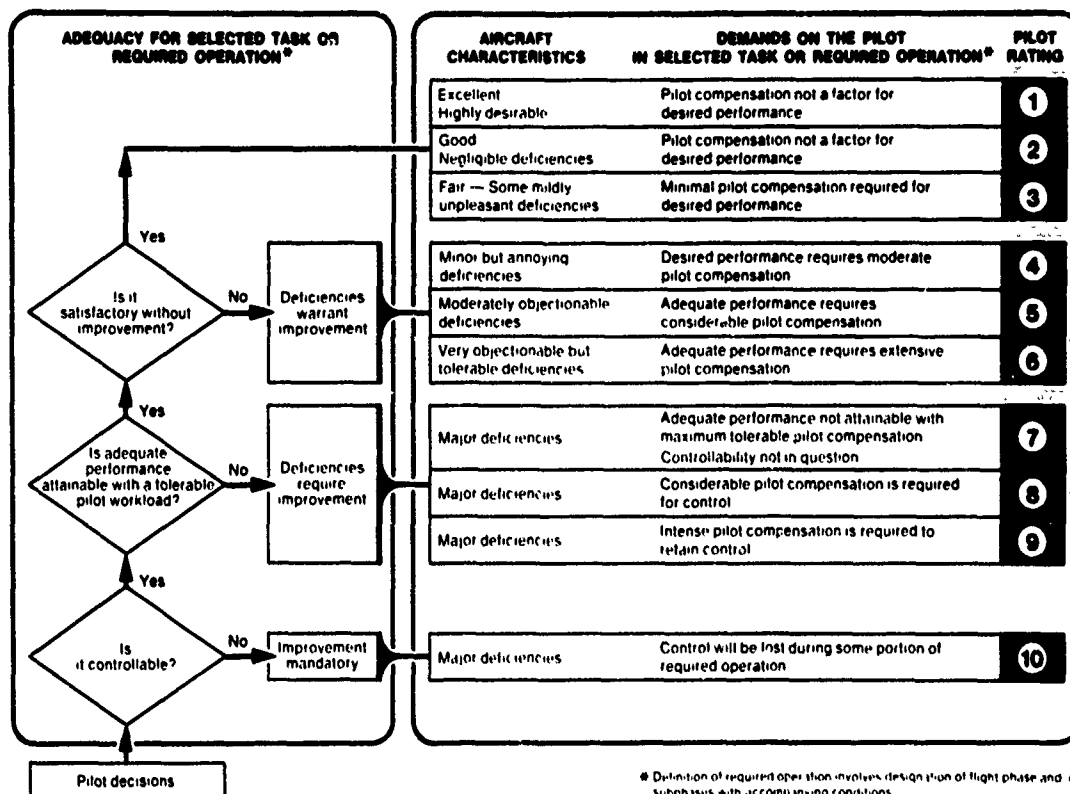 ADEQUACY FOR SELECTED TASK OR
REQUIRED OPERATION*
AIRCRAFT
CHARACTERISTICS
DEMANDS ON THE PILOT
IN SELECTED TASK OR REQUIRED OPERATION*
PILOT
RATING
Excellent
Highly desirable
Pilot compensation not a factor for
desired performance
1
Good
Negligible deficiencies
Pilot compensation not a factor for
desired performance
2
Fair — Some mildly
unpleasant deficiencies
Minimal pilot compensation required for
desired performance
3
Yes
Is it
satisfactory without
improvement?
No
Deficiencies
warrant
improvement
Minor but annoying
deficiencies
Desired performance requires moderate
pilot compensation
4
Moderately objectionable
deficiencies
Adequate performance requires
considerable pilot compensation
5
Very objectionable but
tolerable deficiencies
Adequate performance requires extensive
pilot compensation
6
Yes
Is adequate
performance
attainable with a tolerable
pilot workload?
No
Deficiencies
require
improvement
Major deficiencies
Adequate performance not attainable with
maximum tolerable pilot compensation
Controllability not in question
7
Major deficiencies
Considerable pilot compensation is required
for control
8
Major deficiencies
Intense pilot compensation is required to
retain control
9
Yes
Is
it controllable?
No
Improvement
mandatory
Major deficiencies
Control will be lost during some portion of
required operation
10
Pilot decisions
* Definition of required operation involves designation of flight phase and
subphases with accompanying conditions